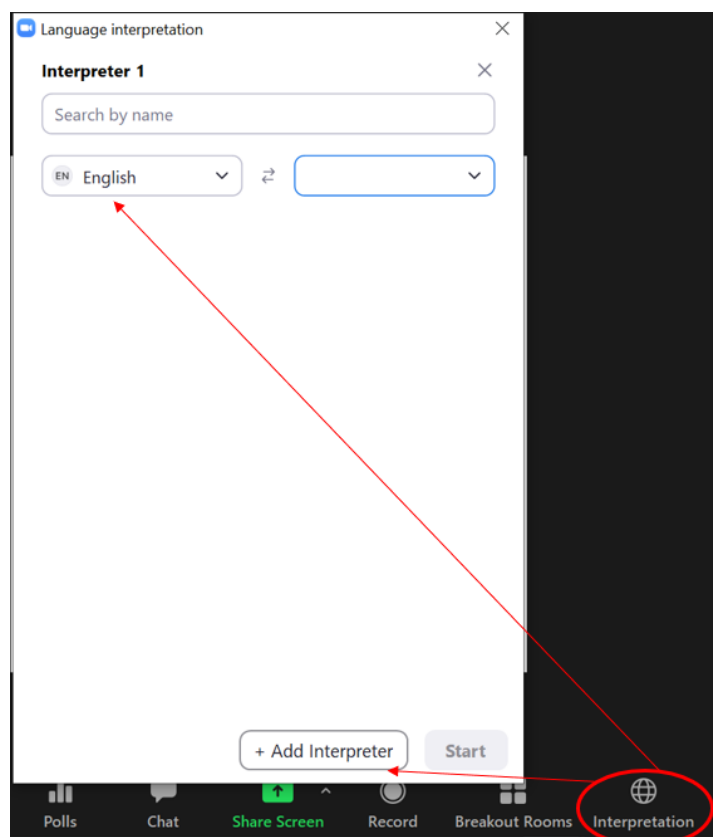 Language interpretation
Interpreter 1
Search by name
EN English
+ Add Interpreter Start
Polls Chat Share Screen Record Breakout Rooms Interpretation